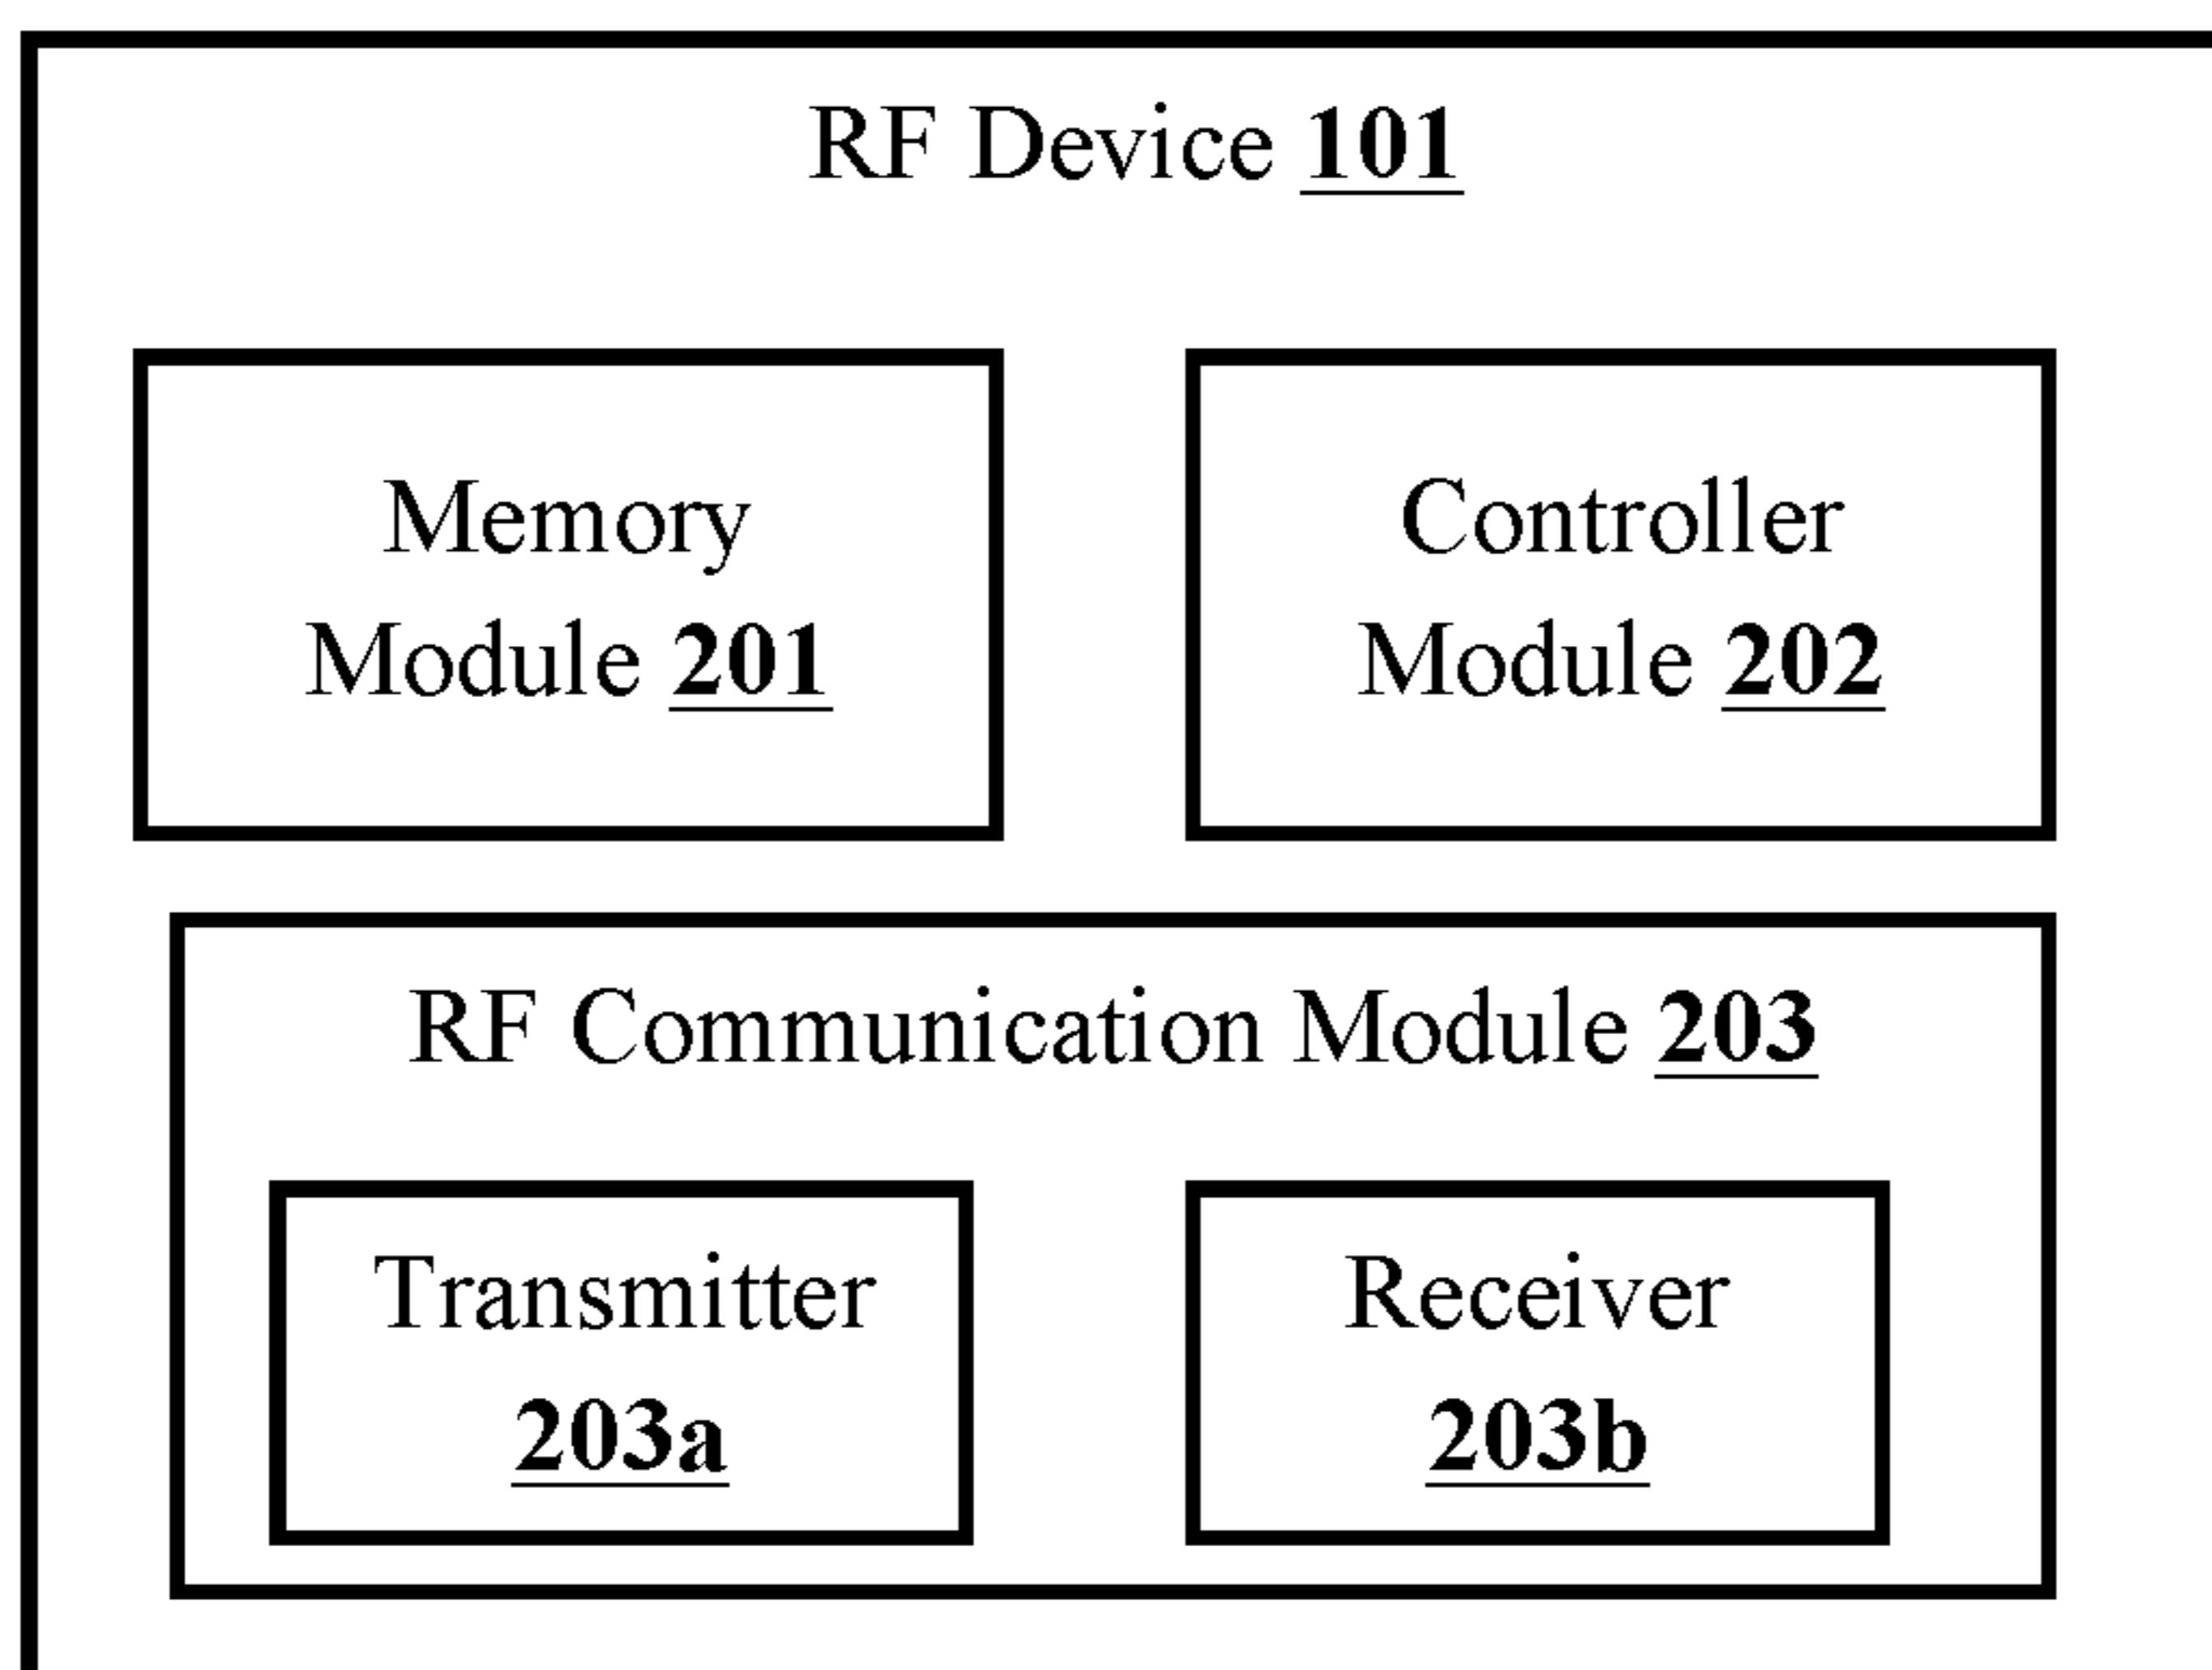 RF Device 101
Memory
Module 201
Controller
Module 202
RF Communication Module 203
Transmitter
203a
Receiver
203b